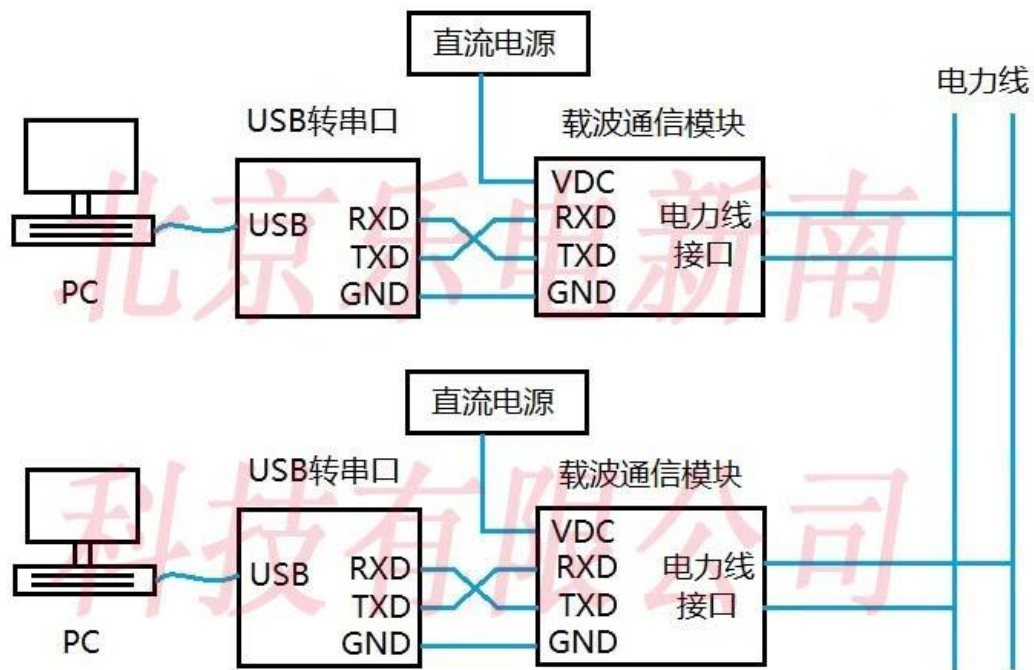 直流电源
电力线
USB转串口
载波通信模块
VDC
USB
RXD
RXD
电力线
TXD
TXD
接口
GND
GND
PC
北京乐电新南
直流电源
USB转串口
载波通信模块
VDC
USB
RXD
RXD
电力线
TXD
TXD
接口
GND
GND
PC
科技有限公司